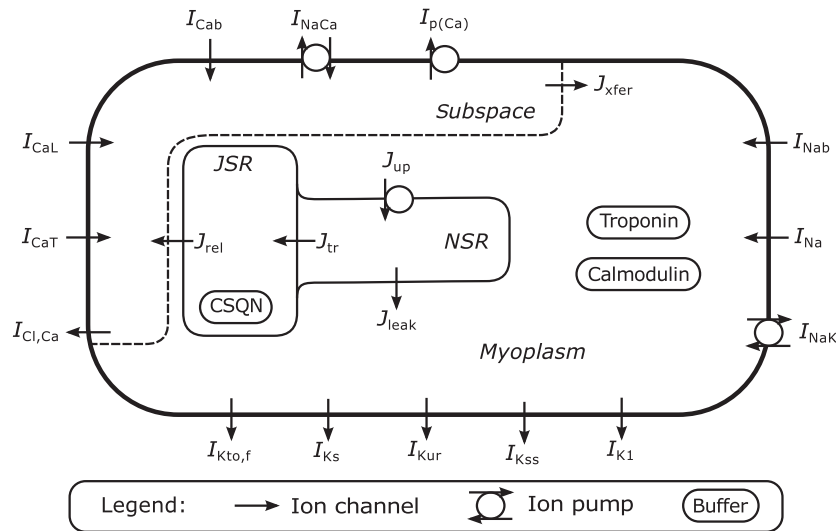 I_Cab I_NaCa I_p(Ca)
J_xfer
Subspace
I_CaL JSR J_up I_Nab
Troponin
I_CaT J_rel J_tr NSR I_Na
Calmodulin
CSQN
J_leak
I_Cl,Ca I_NaK
Myoplasm
I_Kto,f I_Ks I_Kur I_Kss I_K1
Legend: Ion channel Ion pump Buffer